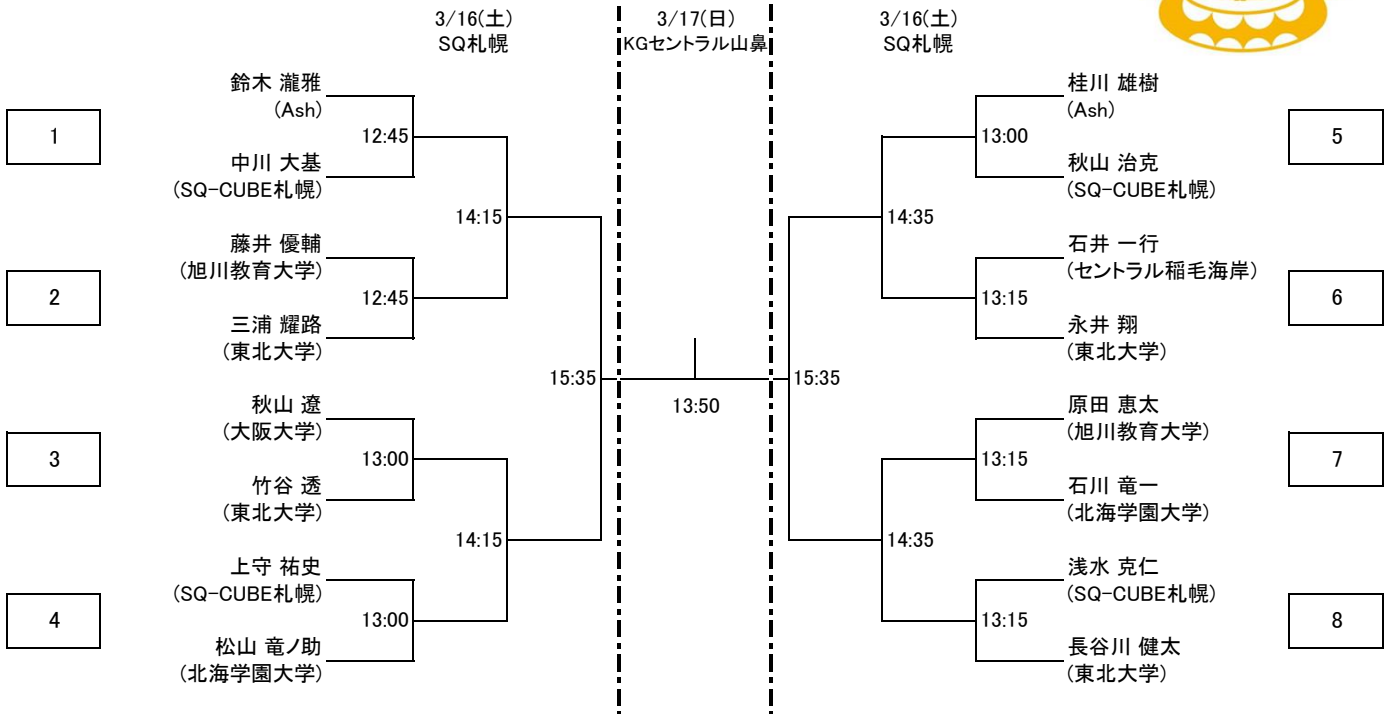 3/16(土)
SQ札幌
3/17(日)
KGセントラル山鼻
3/16(土)
SQ札幌
1
鈴木 瀧雅
(Ash)
12:45
中川 大基
(SQ-CUBE札幌)
14:15
2
藤井 優輔
(旭川教育大学)
12:45
三浦 耀路
(東北大学)
15:35
3
秋山 遼
(大阪大学)
13:00
竹谷 透
(東北大学)
14:15
4
上守 祐史
(SQ-CUBE札幌)
13:00
松山 竜ノ助
(北海学園大学)
13:50
桂川 雄樹
(Ash)
13:00
5
秋山 治克
(SQ-CUBE札幌)
14:35
石井 一行
(セントラル稲毛海岸)
13:15
6
永井 翔
(東北大学)
15:35
原田 恵太
(旭川教育大学)
13:15
7
石川 竜一
(北海学園大学)
14:35
浅水 克仁
(SQ-CUBE札幌)
13:15
8
長谷川 健太
(東北大学)